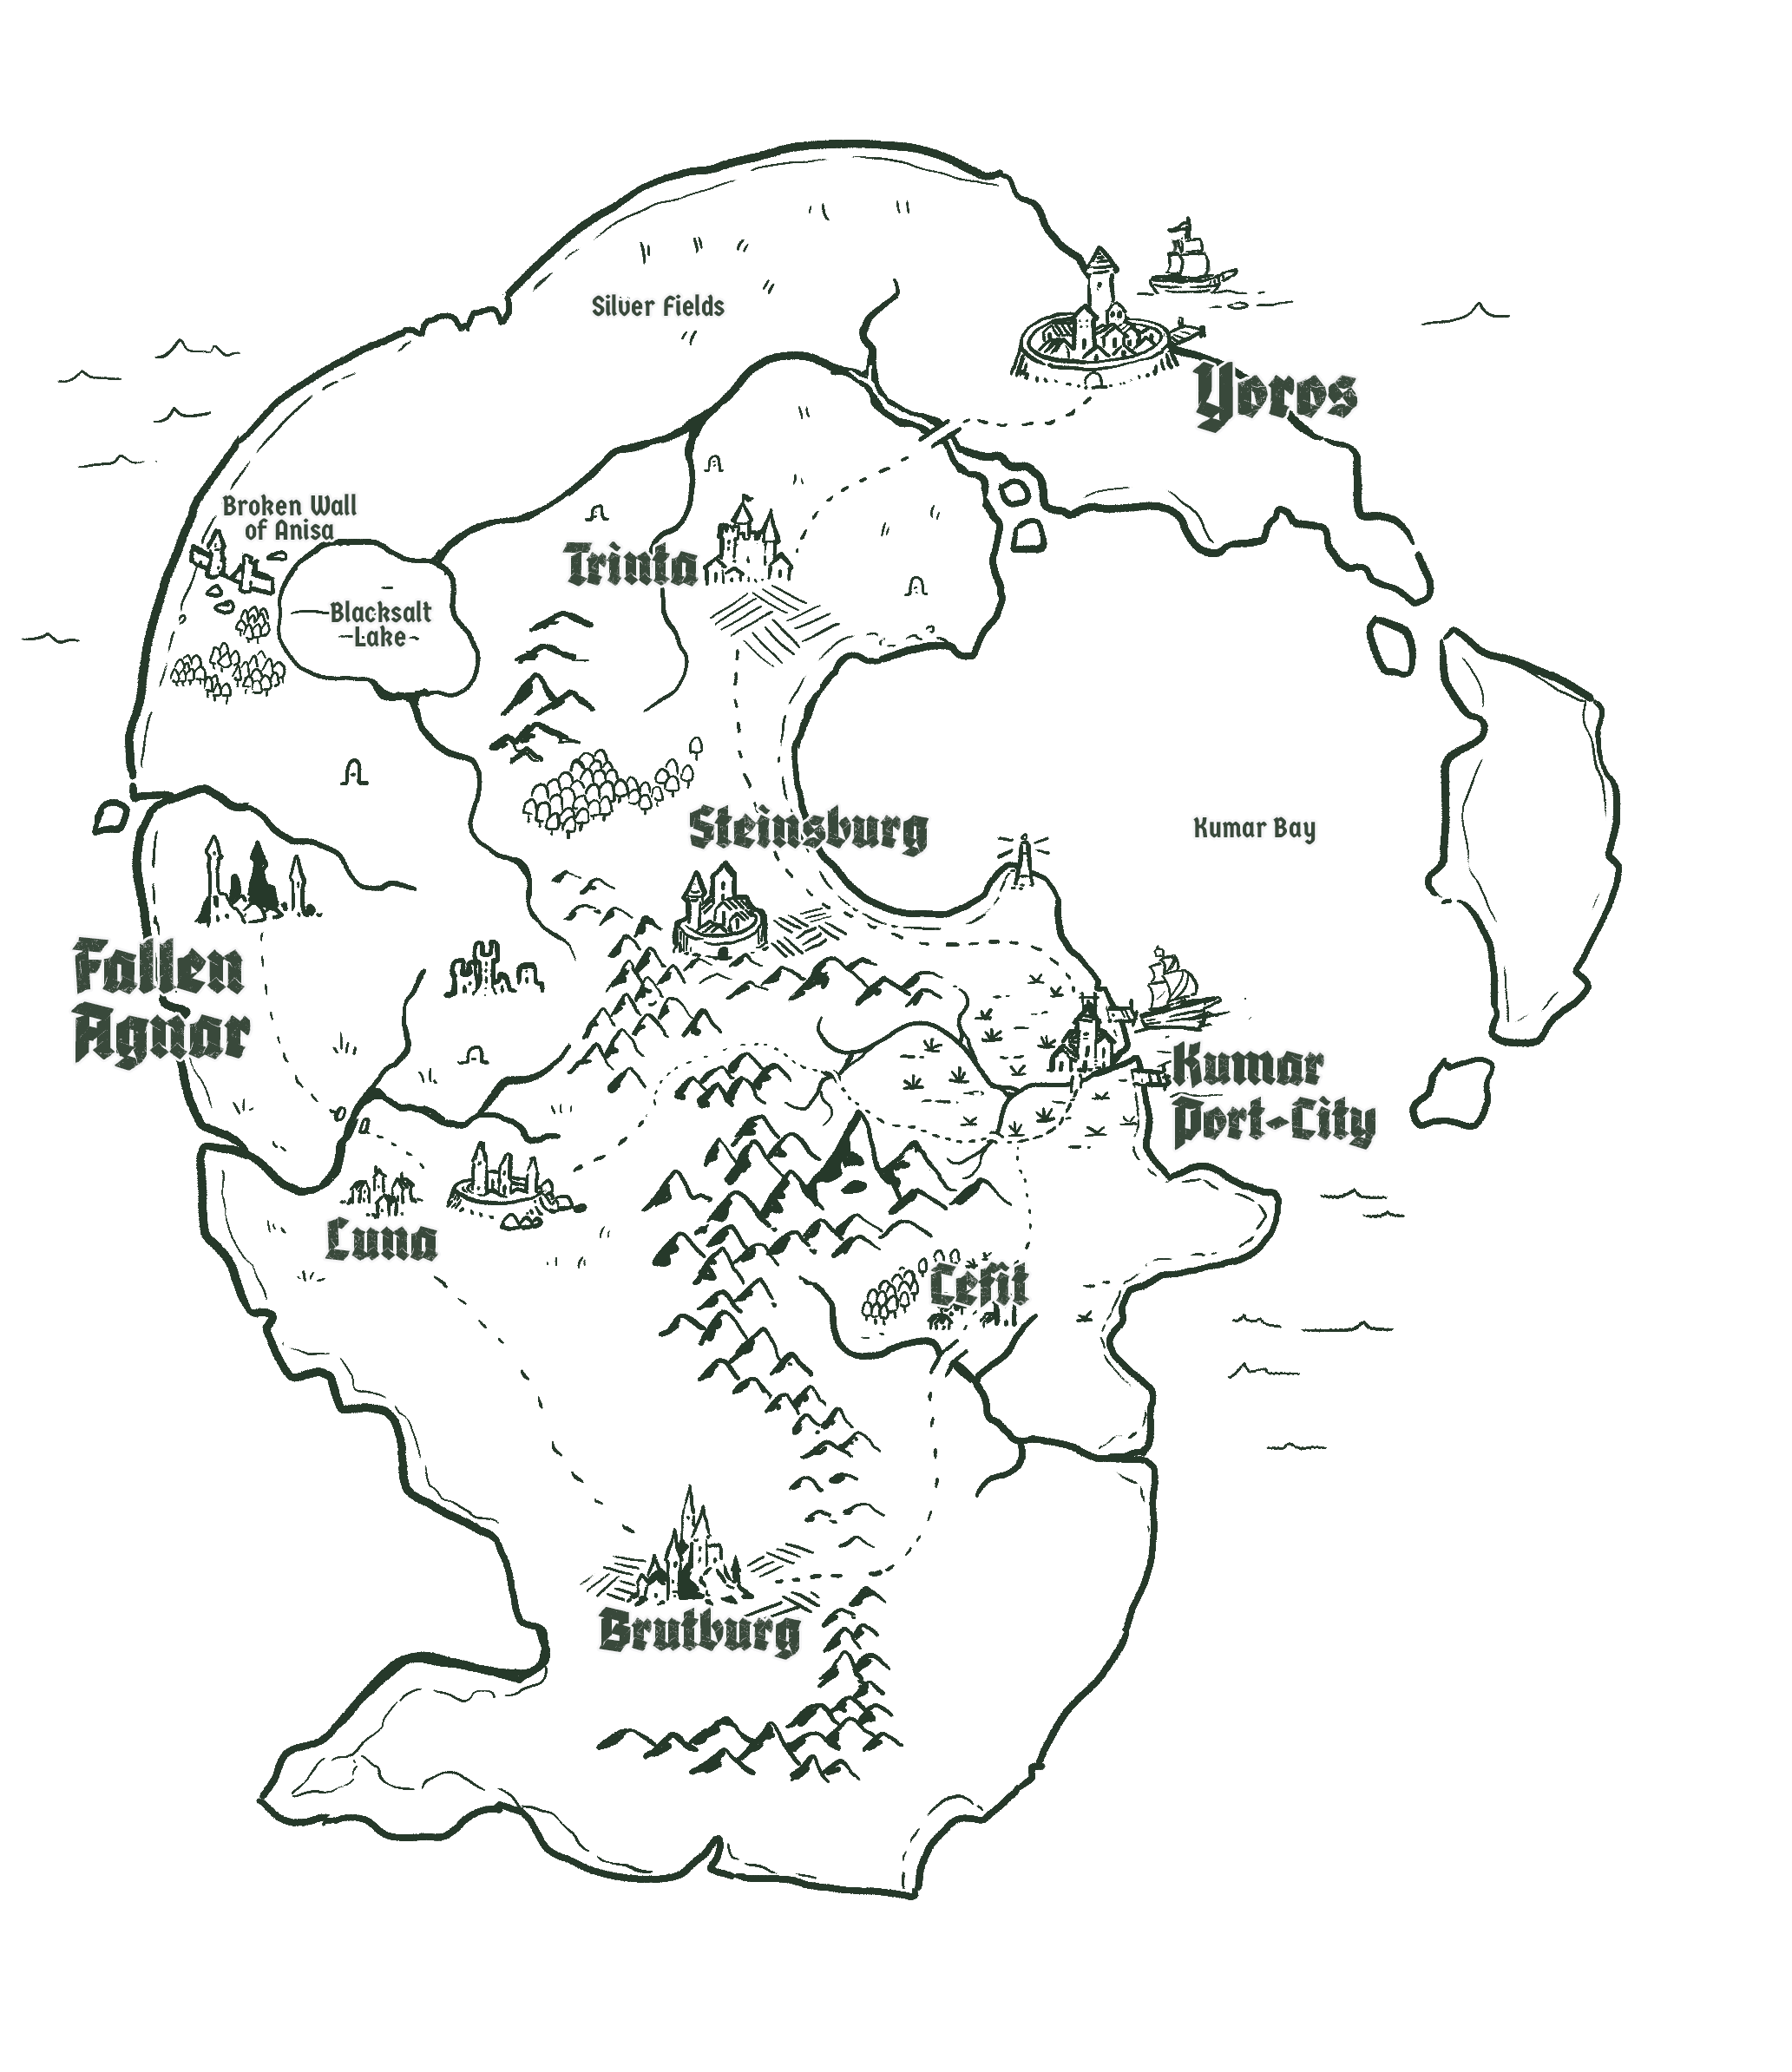 Silver Fields
Yoros
Broken Wall
of Anisa
Trinta
Blacksalt
Lake
Steinsburg
Kumar Bay
Fallen
Agnar
Kumar
Port-City
Luna
Tefit
Brutburg